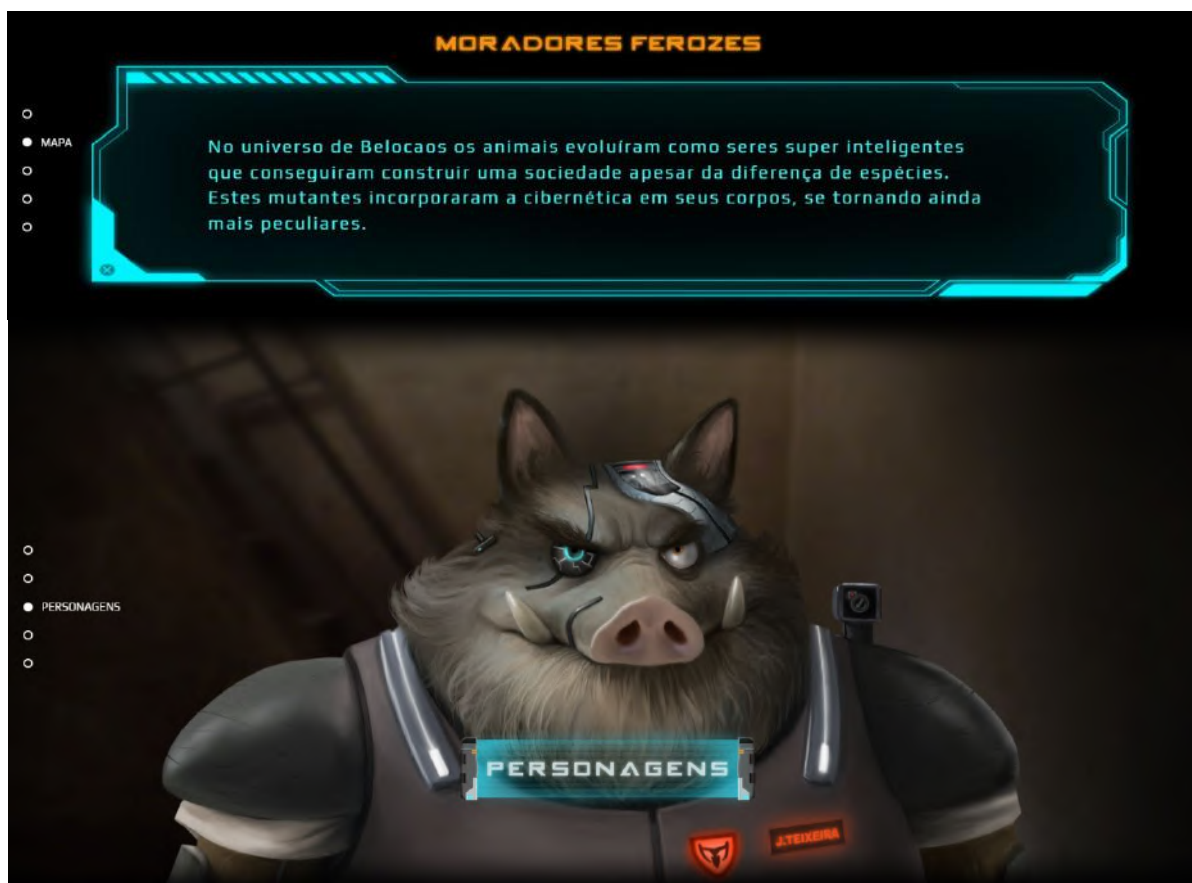 MORADORES FEROZES
MAPA
No universo de Belocaos os animais evoluíram como seres super inteligentes
que conseguiram construir uma sociedade apesar da diferença de espécies.
Estes mutantes incorporaram a cibernética em seus corpos, se tornando ainda
mais peculiares.
PERSONAGENS
PERSONAGENS
J.TEIXEIRA